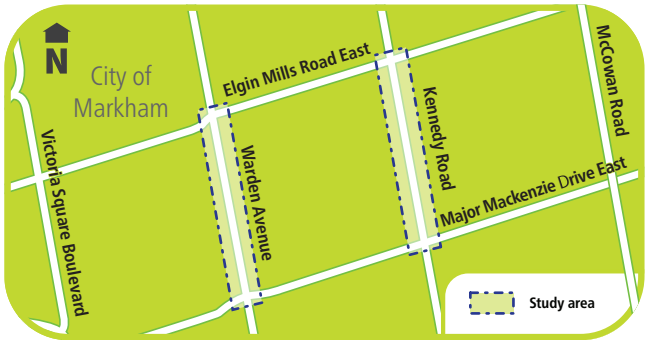 N
City of
Markham
Elgin Mills Road East
McCowan Road
Kennedy Road
Victoria Square Boulevard
Warden Avenue
Major Mackenzie Drive East
Study area